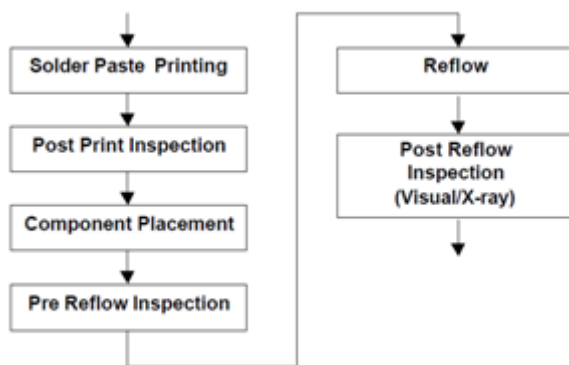 Solder Paste Printing
Post Print Inspection
Component Placement
Pre Reflow Inspection
Reflow
Post Reflow
Inspection
(Visual/X-ray)